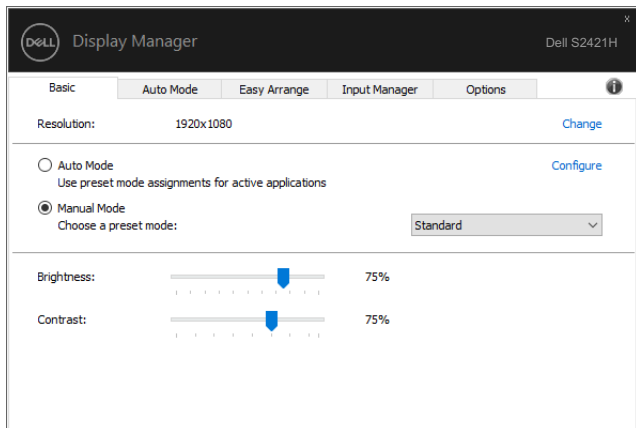 x
DELL
Display Manager
Dell S2421H
Basic
Auto Mode
Easy Arrange
Input Manager
Options
i
Resolution:
1920x1080
Change
Auto Mode
Configure
Use preset mode assignments for active applications
Manual Mode
Choose a preset mode:
Standard
Brightness:
75%
Contrast:
75%